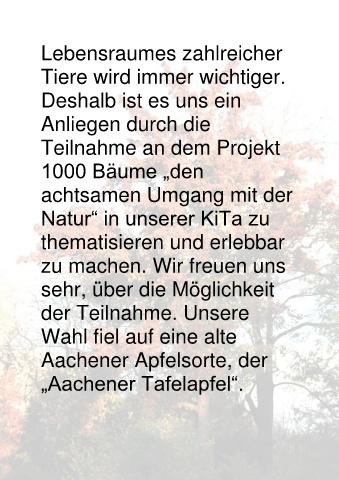 Lebensraumes zahlreicher
Tiere wird immer wichtiger.
Deshalb ist es uns ein
Anliegen durch die
Teilnahme an dem Projekt
1000 Bäume „den
achtsamen Umgang mit der
Natur“ in unserer KiTa zu
thematisieren und erlebbar
zu machen. Wir freuen uns
sehr, über die Möglichkeit
der Teilnahme. Unsere
Wahl fiel auf eine alte
Aachener Apfelsorte, der
„Aachener Tafelapfel“.